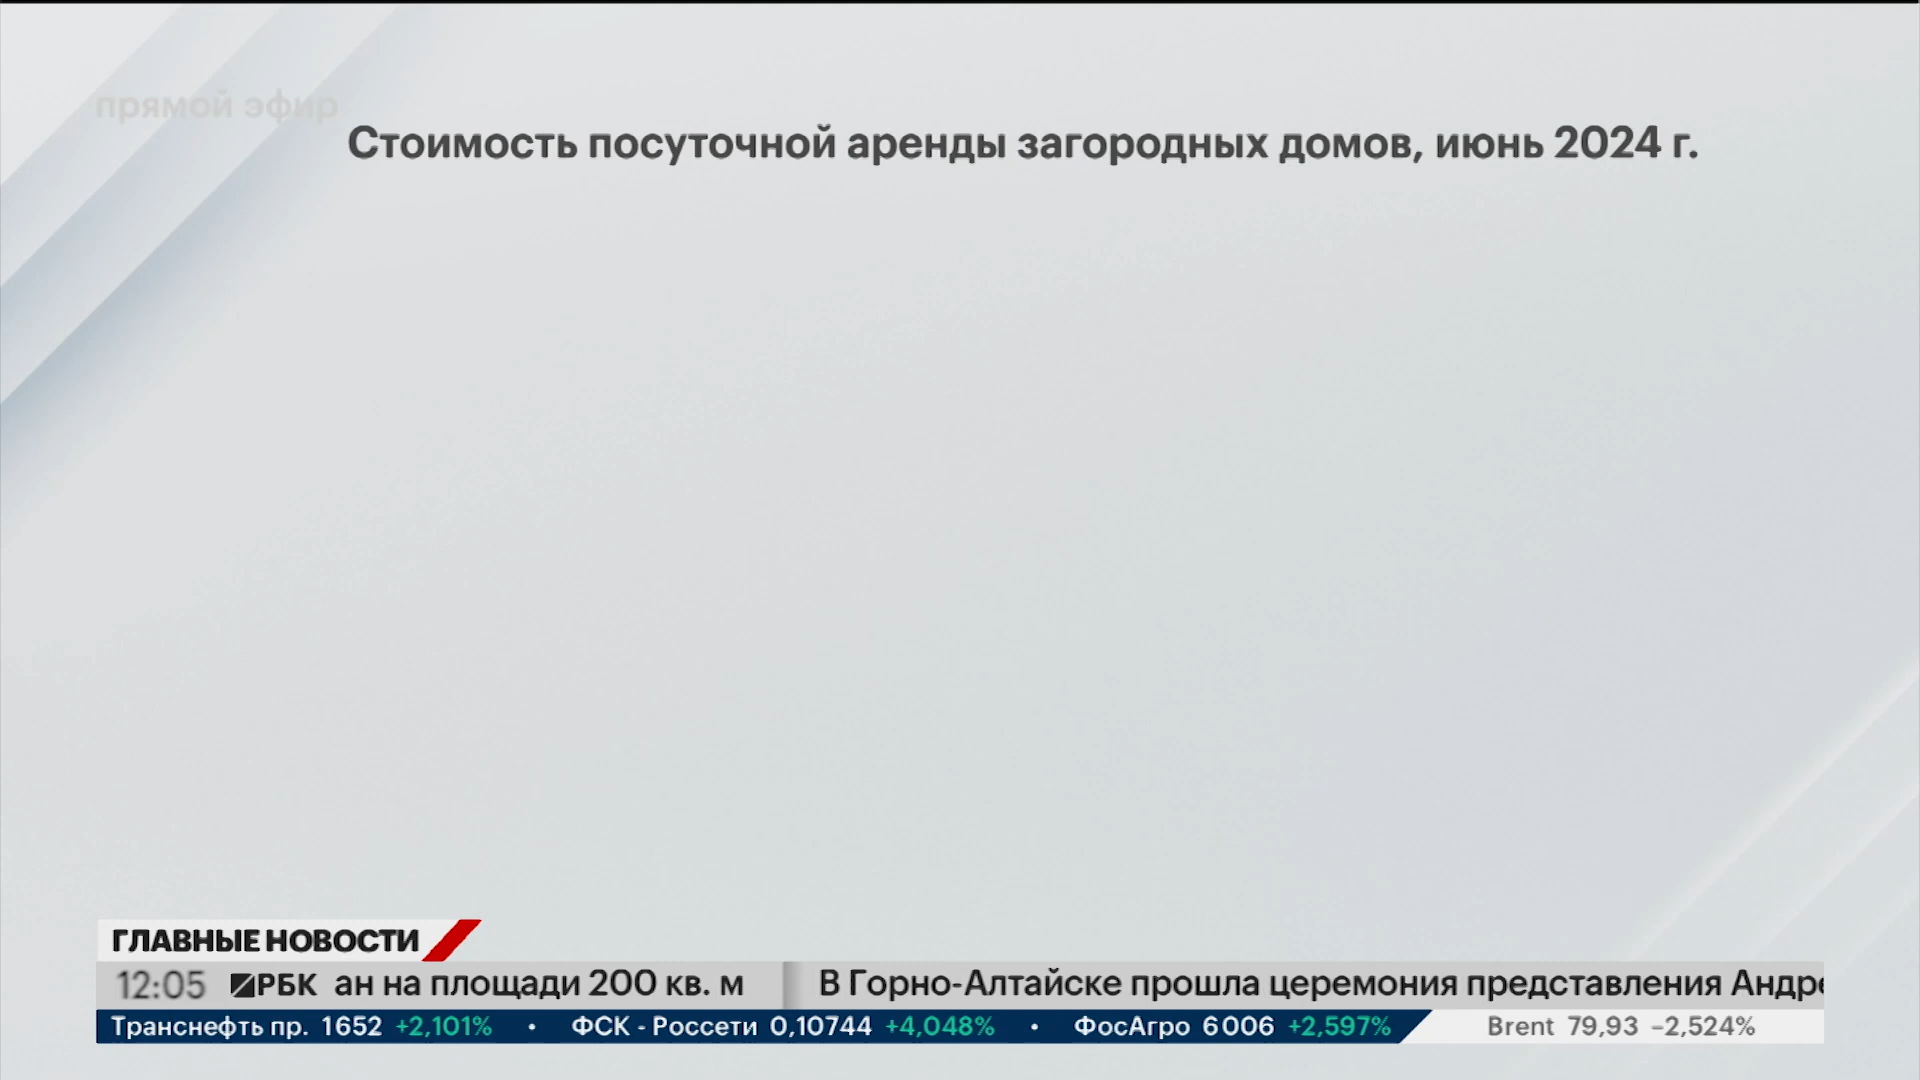 прямой эфир
Стоимость посуточной аренды загородных домов, июнь 2024 г.
ГЛАВНЫЕ НОВОСТИ
12:05 РБК ан на площади 200 кв. м В Горно-Алтайске прошла церемония представления Андре
Транснефть пр. 1652 +2,101% • ФСК - Россети 0,10744 +4,048% • ФосАгро 6006 +2,597% Brent 79,93 -2,524%